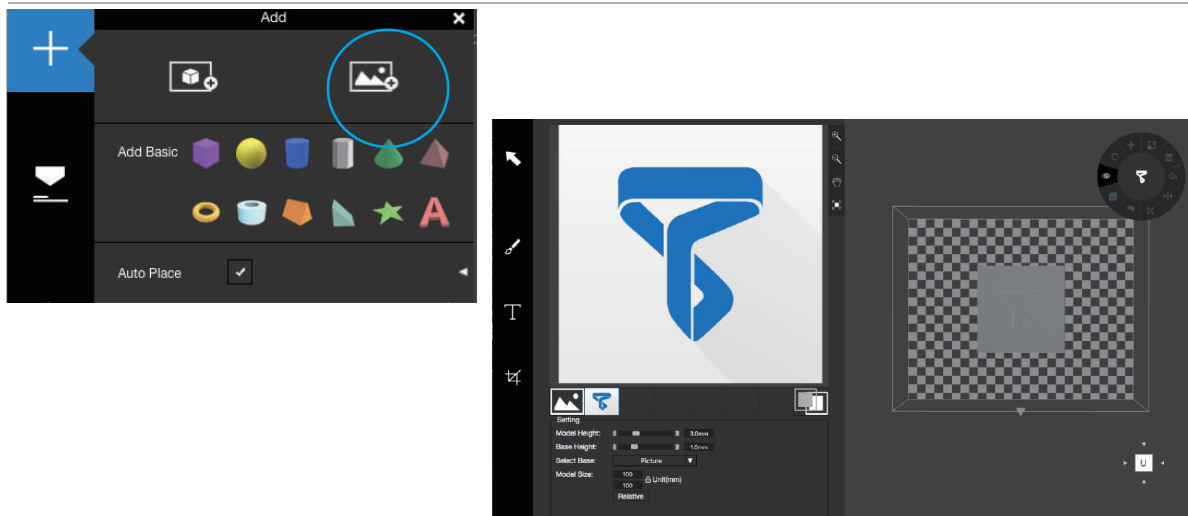 Add
Add Basic
A
Auto Place
T
Setting
Model Height: 3.0mm
Base Height: 1.0mm
Select Base: Picture
Model Size: 100
100
Unit(mm)
Relative
U